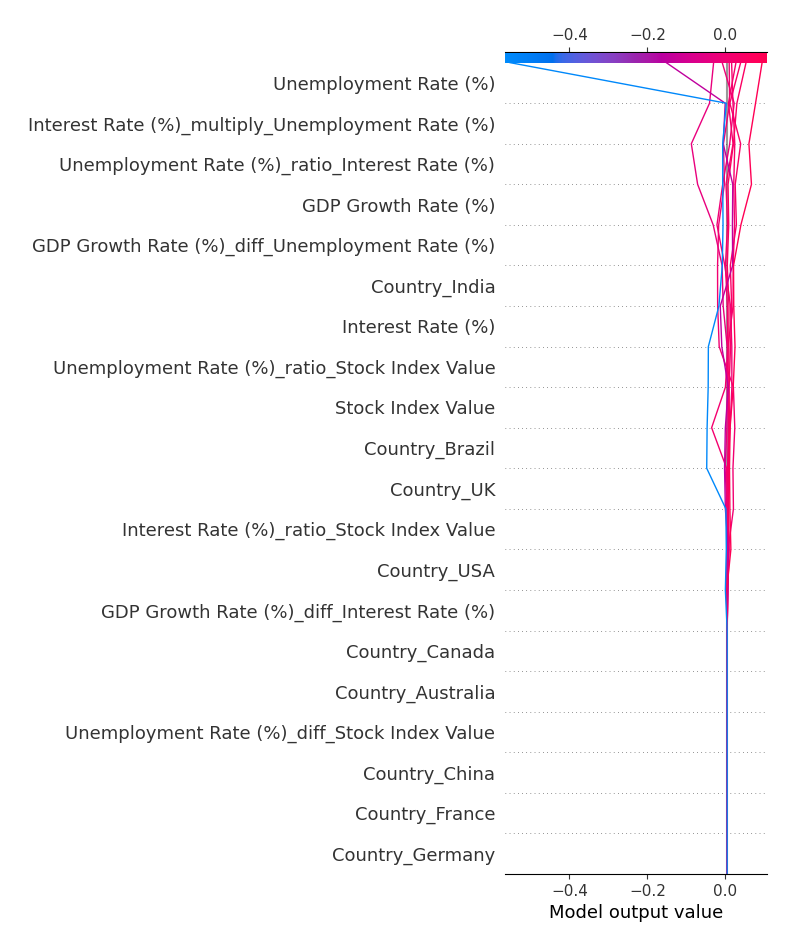 −0.4 −0.2 0.0
Unemployment Rate (%)
Interest Rate (%)_multiply_Unemployment Rate (%)
Unemployment Rate (%)_ratio_Interest Rate (%)
GDP Growth Rate (%)
GDP Growth Rate (%)_diff_Unemployment Rate (%)
Country_India
Interest Rate (%)
Unemployment Rate (%)_ratio_Stock Index Value
Stock Index Value
Country_Brazil
Country_UK
Interest Rate (%)_ratio_Stock Index Value
Country_USA
GDP Growth Rate (%)_diff_Interest Rate (%)
Country_Canada
Country_Australia
Unemployment Rate (%)_diff_Stock Index Value
Country_China
Country_France
Country_Germany
−0.4 −0.2 0.0
Model output value